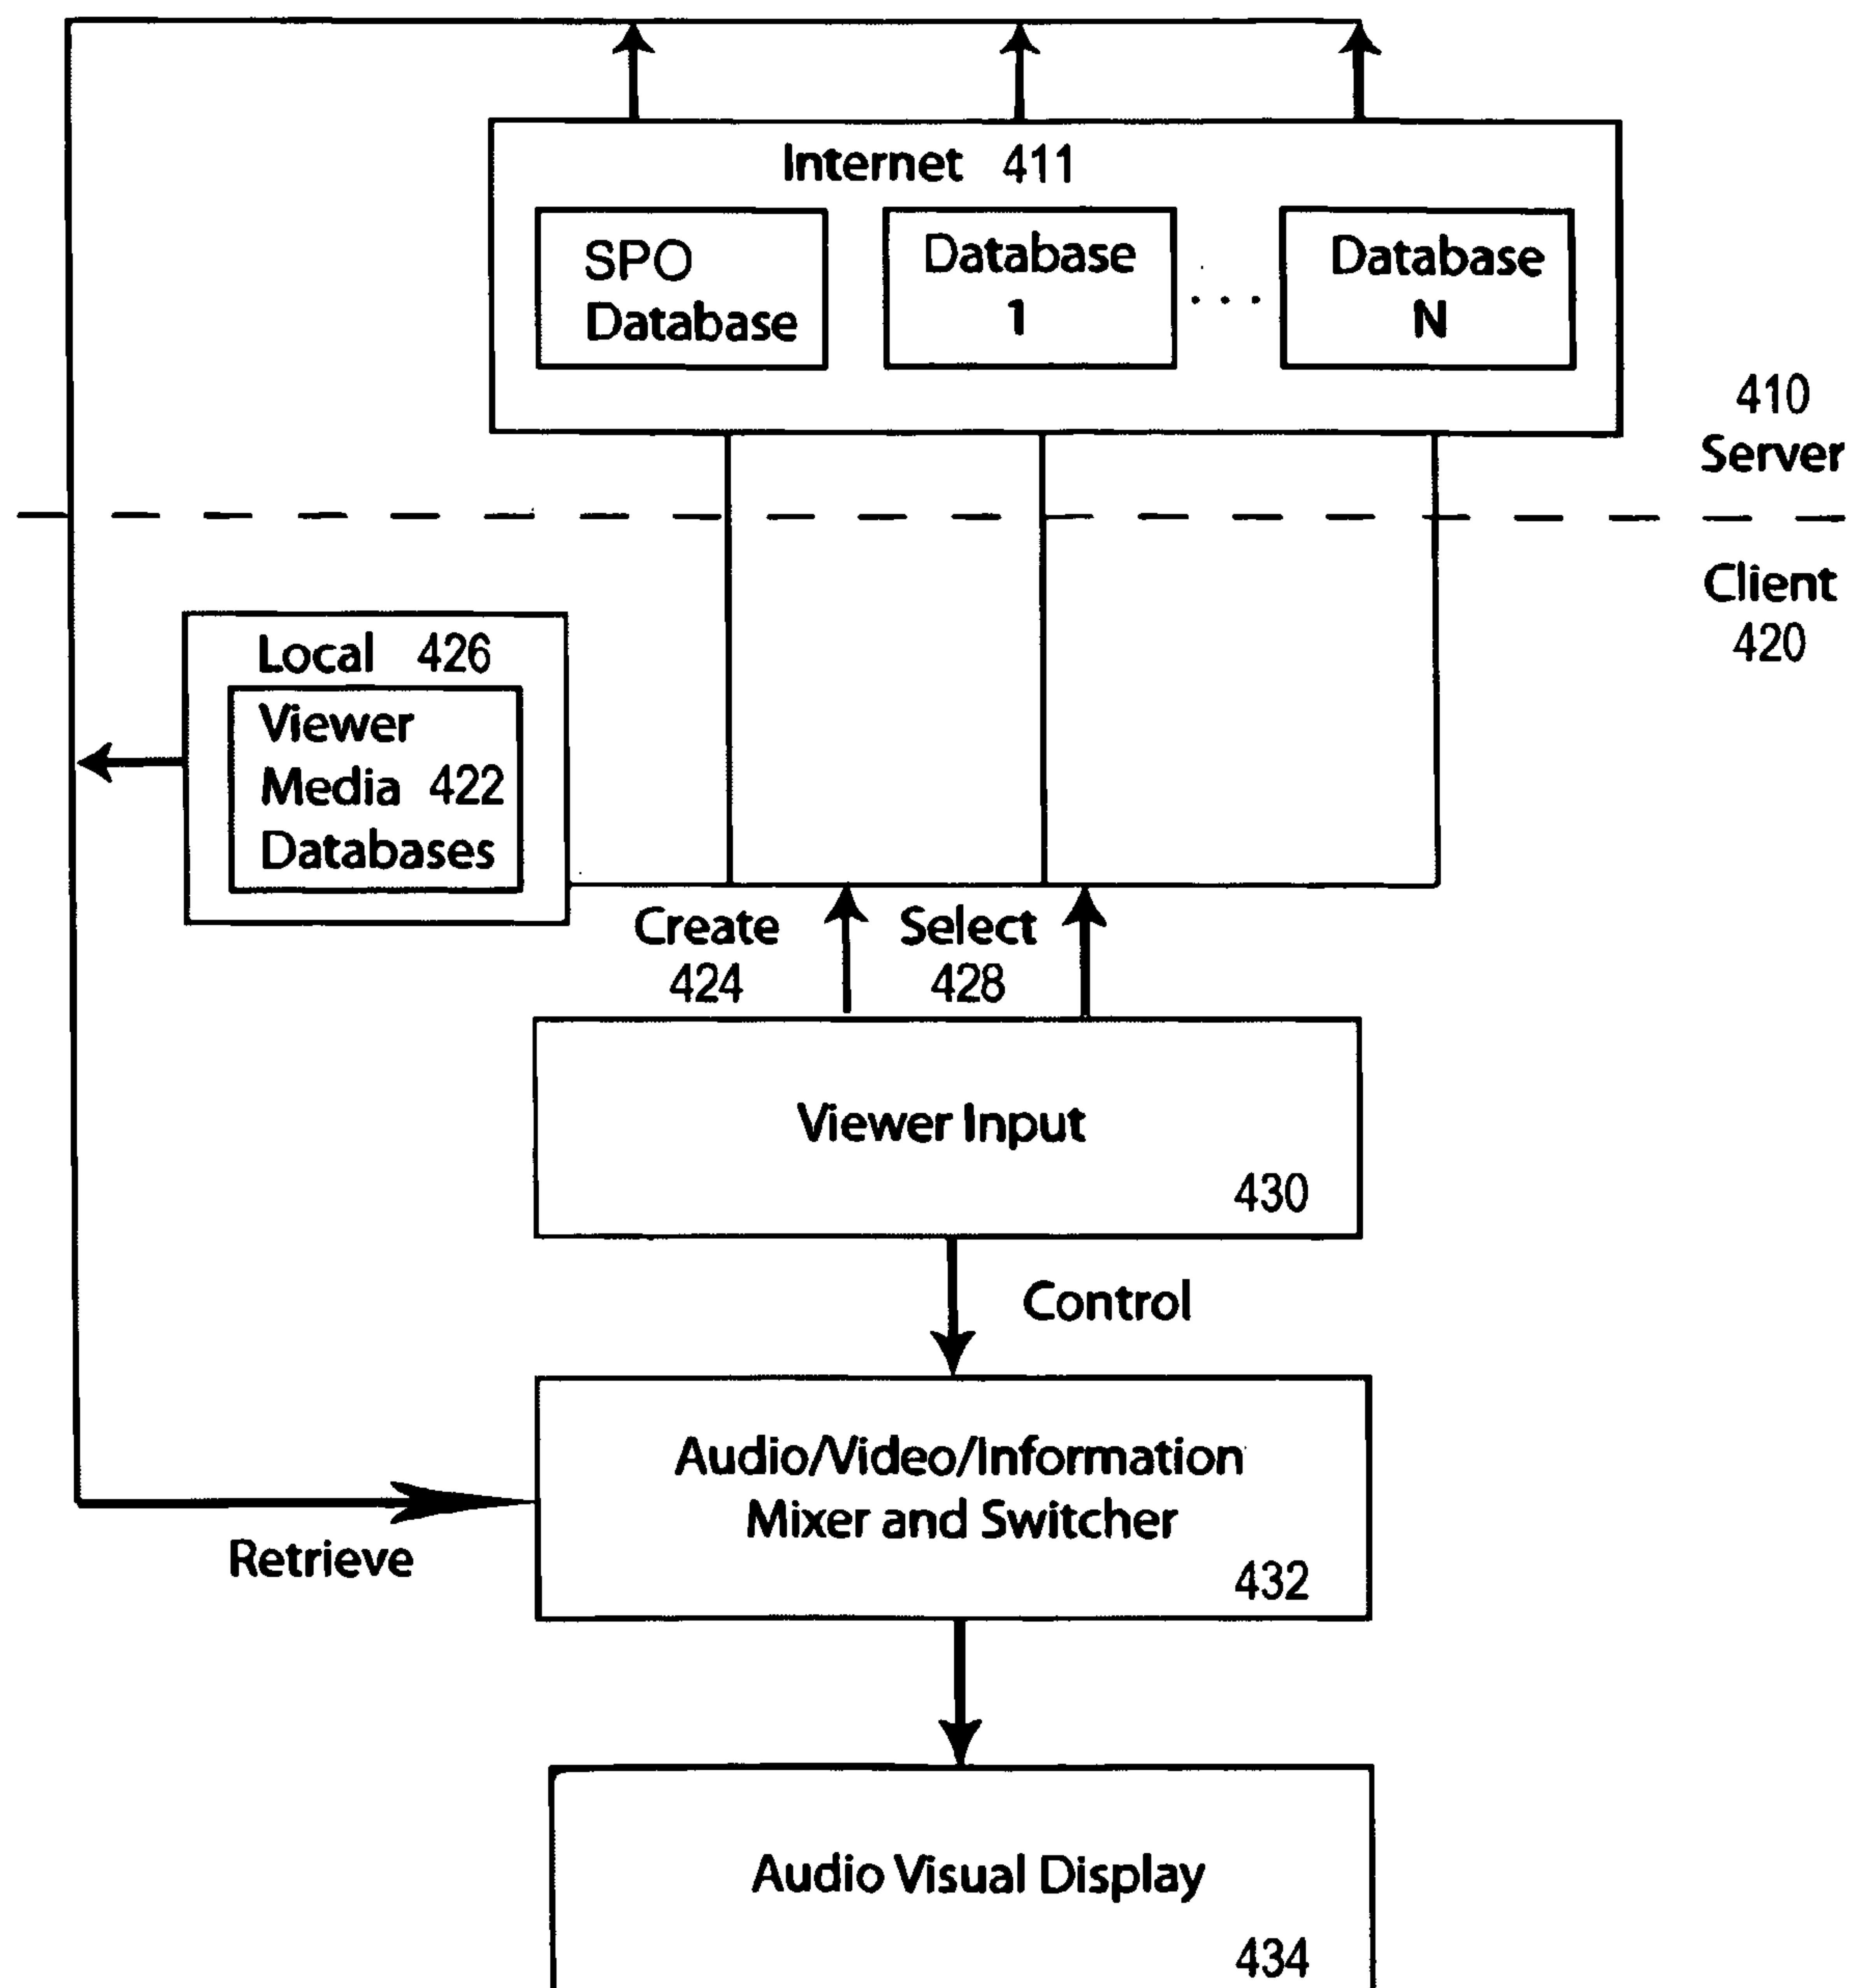 Internet 411
SPO
Database
Database
1
. . .
Database
N
410
Server
Client
420
Local 426
Viewer
Media 422
Databases
Create
424
Select
428
Viewer Input
430
Control
Audio/Video/Information
Mixer and Switcher
432
Retrieve
Audio Visual Display
434